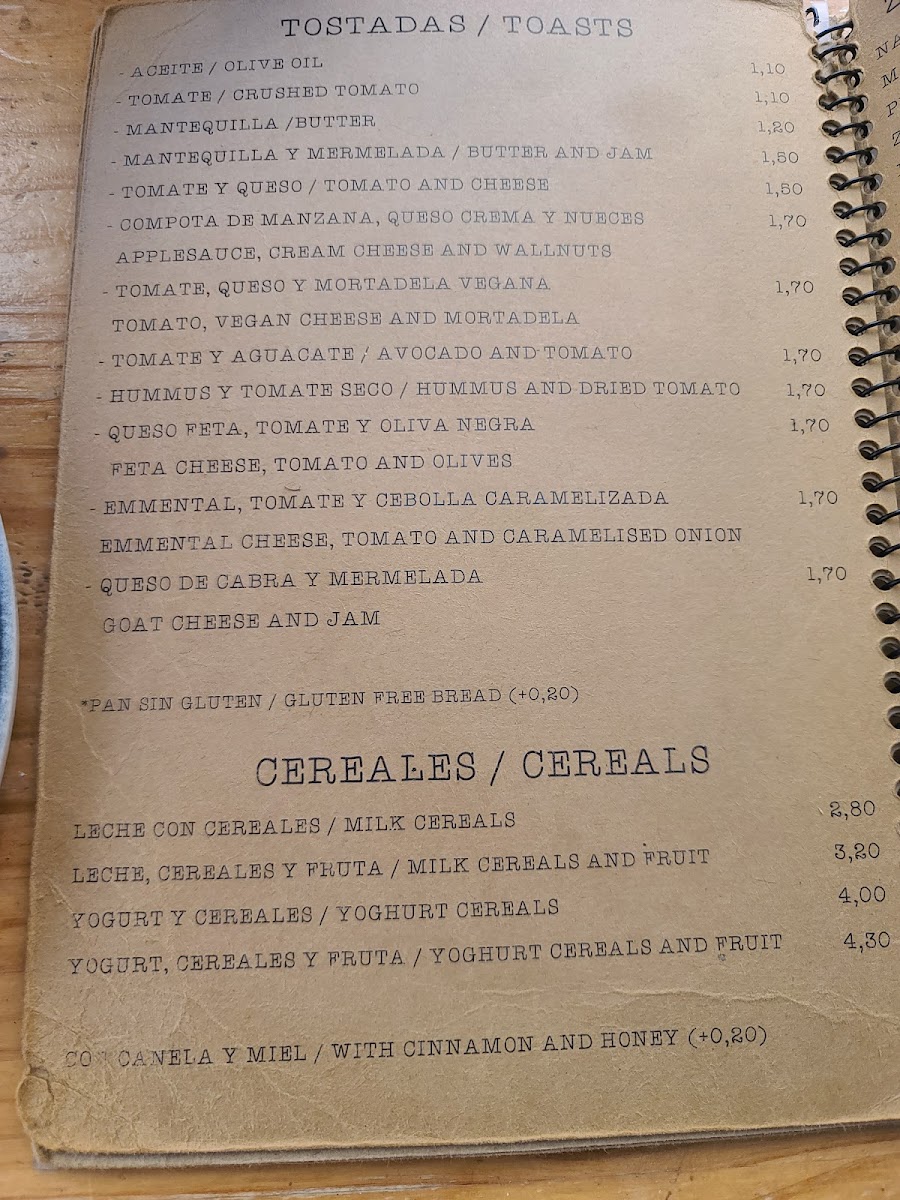 TOSTADAS / TOASTS
- ACEITE / OLIVE OIL 1,10
- TOMATE / CRUSHED TOMATO 1,10
- MANTEQUILLA /BUTTER 1,20
- MANTEQUILLA Y MERMELADA / BUTTER AND JAM 1,50
- TOMATE Y QUESO / TOMATO AND CHEESE 1,50
- COMPOTA DE MANZANA, QUESO CREMA Y NUECES 1,70
APPLESAUCE, CREAM CHEESE AND WALLNUTS
- TOMATE, QUESO Y MORTADELA VEGANA 1,70
TOMATO, VEGAN CHEESE AND MORTADELA
- TOMATE Y AGUACATE / AVOCADO AND TOMATO 1,70
- HUMMUS Y TOMATE SECO / HUMMUS AND DRIED TOMATO 1,70
- QUESO FETA, TOMATE Y OLIVA NEGRA 1,70
FETA CHEESE, TOMATO AND OLIVES
- EMMENTAL, TOMATE Y CEBOLLA CARAMELIZADA 1,70
EMMENTAL CHEESE, TOMATO AND CARAMELISED ONION
- QUESO DE CABRA Y MERMELADA 1,70
GOAT CHEESE AND JAM
*PAN SIN GLUTEN / GLUTEN FREE BREAD (+0,20)
CEREALES / CEREALS
LECHE CON CEREALES / MILK CEREALS 2,80
LECHE, CEREALES Y FRUTA / MILK CEREALS AND FRUIT 3,20
YOGURT Y CEREALES / YOGHURT CEREALS 4,00
YOGURT, CEREALES Y FRUTA / YOGHURT CEREALS AND FRUIT 4,30
CON CANELA Y MIEL / WITH CINNAMON AND HONEY (+0,20)